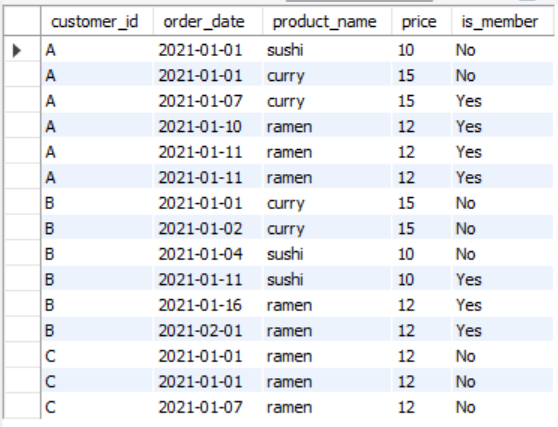 customer_id order_date product_name price is_member
A 2021-01-01 sushi 10 No
A 2021-01-01 curry 15 No
A 2021-01-07 curry 15 Yes
A 2021-01-10 ramen 12 Yes
A 2021-01-11 ramen 12 Yes
A 2021-01-11 ramen 12 Yes
B 2021-01-01 curry 15 No
B 2021-01-02 curry 15 No
B 2021-01-04 sushi 10 No
B 2021-01-11 sushi 10 Yes
B 2021-01-16 ramen 12 Yes
B 2021-02-01 ramen 12 Yes
C 2021-01-01 ramen 12 No
C 2021-01-01 ramen 12 No
C 2021-01-07 ramen 12 No